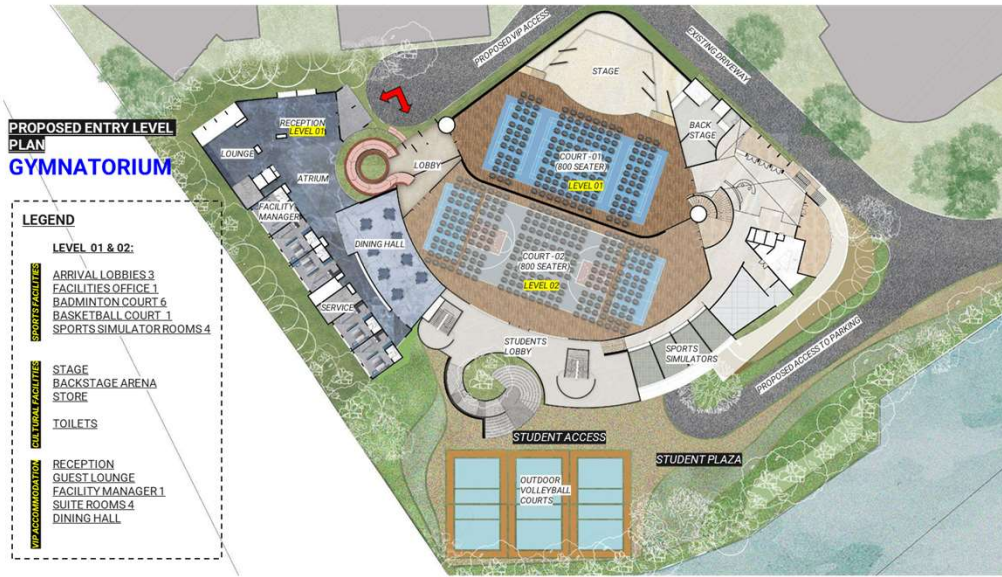 PROPOSED ENTRY LEVEL
PLAN
GYMNATORIUM
LEGEND
LEVEL 01 & 02:
SPORTS FACILITIES
ARRIVAL LOBBIES 3
FACILITIES OFFICE 1
BADMINTON COURT 6
BASKETBALL COURT 1
SPORTS SIMULATOR ROOMS 4
CULTURAL FACILITIES
STAGE
BACKSTAGE ARENA
STORE
TOILETS
VIP ACCOMMODATION
RECEPTION
GUEST LOUNGE
FACILITY MANAGER 1
SUITE ROOMS 4
DINING HALL
PROPOSED VIP ACCESS
EXISTING DRIVEWAY
STAGE
BACK
STAGE
RECEPTION
LEVEL 01
LOUNGE
ATRIUM
LOBBY
COURT -01
(800 SEATER)
LEVEL 01
FACILITY
MANAGER
DINING HALL
COURT -02
(800 SEATER)
LEVEL 02
SERVICE
STUDENTS
LOBBY
SPORTS
SIMULATORS
PROPOSED ACCESS TO PARKING
STUDENT ACCESS
STUDENT PLAZA
OUTDOOR
VOLLEYBALL
COURTS